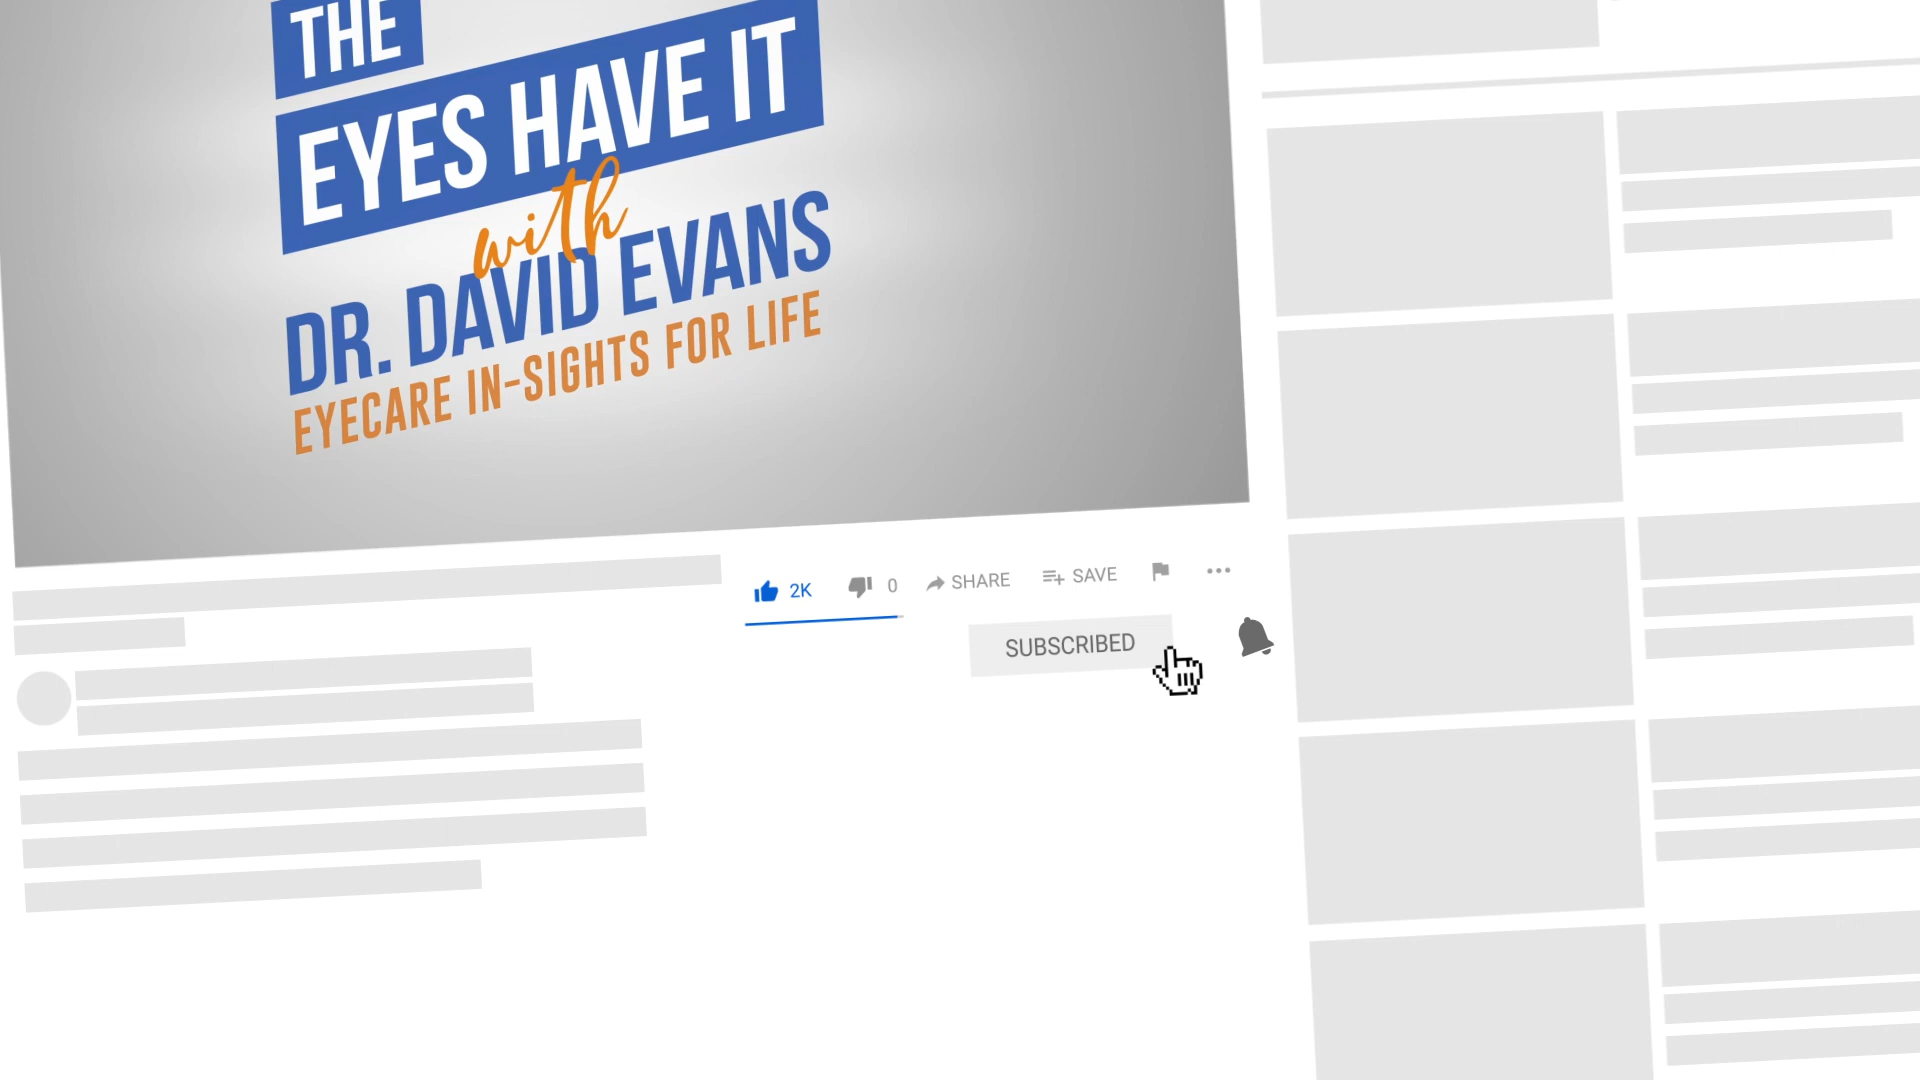 THE
EYES HAVE IT
with
DR. DAVID EVANS
EYECARE IN-SIGHTS FOR LIFE
2K 0 SHARE SAVE
SUBSCRIBED